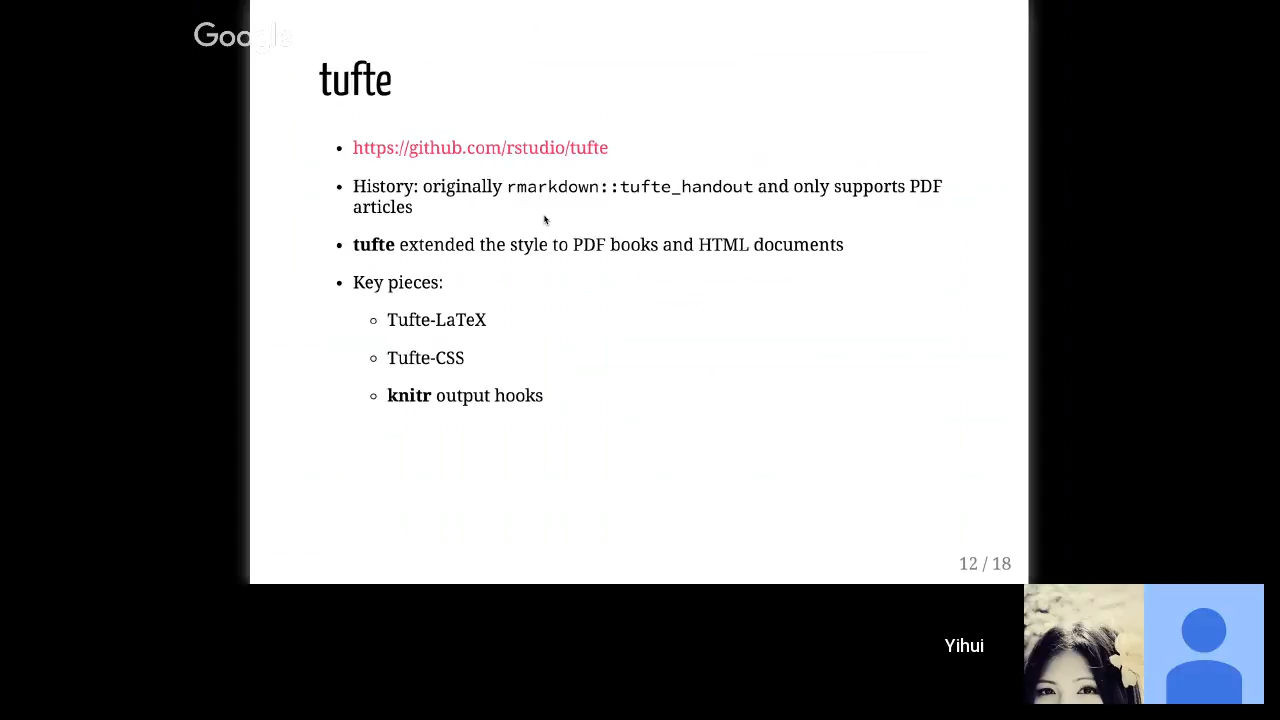 Google
tufte
• https://github.com/rstudio/tufte
• History: originally rmarkdown::tufte_handout and only supports PDF
articles
• tufte extended the style to PDF books and HTML documents
• Key pieces:
◦ Tufte-LaTeX
◦ Tufte-CSS
◦ knitr output hooks
12 / 18
Yihui